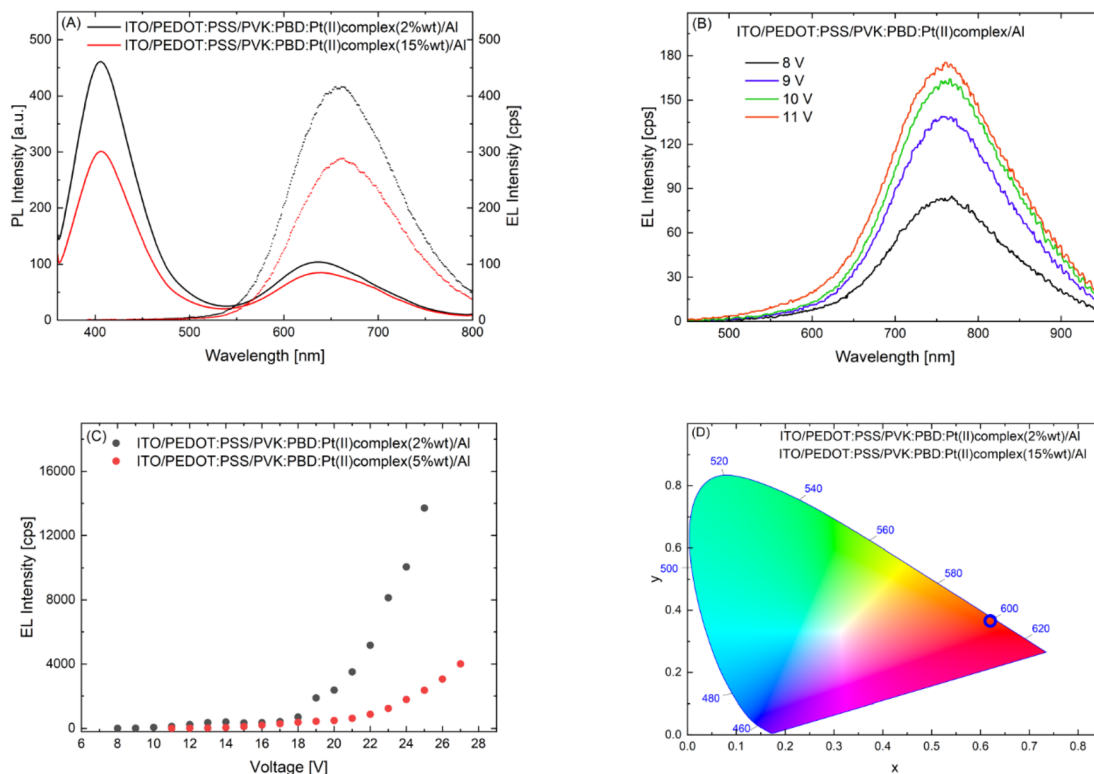 (A)
ITO/PEDOT:PSS/PVK:PBD:Pt(II)complex(2%wt)/Al
ITO/PEDOT:PSS/PVK:PBD:Pt(II)complex(15%wt)/Al
500
400
300
200
100
0
PL Intensity [a.u.]
500
400
300
200
100
0
EL Intensity [cps]
400
500
600
700
800
Wavelength [nm]
(B)
ITO/PEDOT:PSS/PVK:PBD:Pt(II)complex/Al
8 V
9 V
10 V
11 V
180
150
120
90
60
30
0
EL Intensity [cps]
500
600
700
800
900
Wavelength [nm]
(C)
ITO/PEDOT:PSS/PVK:PBD:Pt(II)complex(2%wt)/Al
ITO/PEDOT:PSS/PVK:PBD:Pt(II)complex(5%wt)/Al
16000
12000
8000
4000
0
EL Intensity [cps]
6
8
10
12
14
16
18
20
22
24
26
28
Voltage [V]
(D)
ITO/PEDOT:PSS/PVK:PBD:Pt(II)complex(2%wt)/Al
ITO/PEDOT:PSS/PVK:PBD:Pt(II)complex(15%wt)/Al
0.8
0.6
0.4
0.2
0.0
y
520
540
560
500
580
600
620
480
460
0.0
0.1
0.2
0.3
0.4
0.5
0.6
0.7
0.8
x